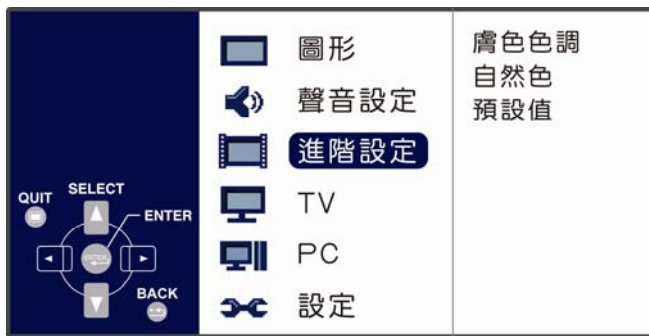 QUIT
SELECT
ENTER
ENTER
BACK
圖形
聲音設定
進階設定
TV
PC
設定
膚色色調
自然色
預設值